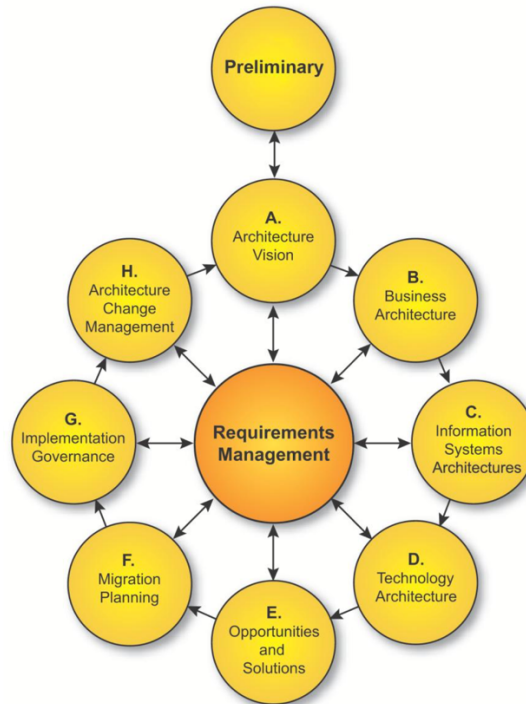 Preliminary
A.
Architecture
Vision
B.
Business
Architecture
C.
Information
Systems
Architectures
D.
Technology
Architecture
E.
Opportunities
and
Solutions
F.
Migration
Planning
G.
Implementation
Governance
H.
Architecture
Change
Management
Requirements
Management